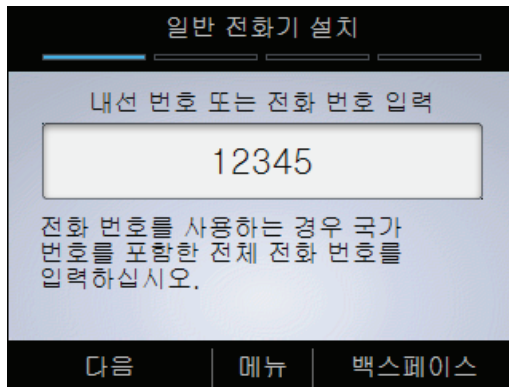 일반 전화기 설치
내선 번호 또는 전화 번호 입력
12345
전화 번호를 사용하는 경우 국가
번호를 포함한 전체 전화 번호를
입력하십시오.
다음 메뉴 백스페이스